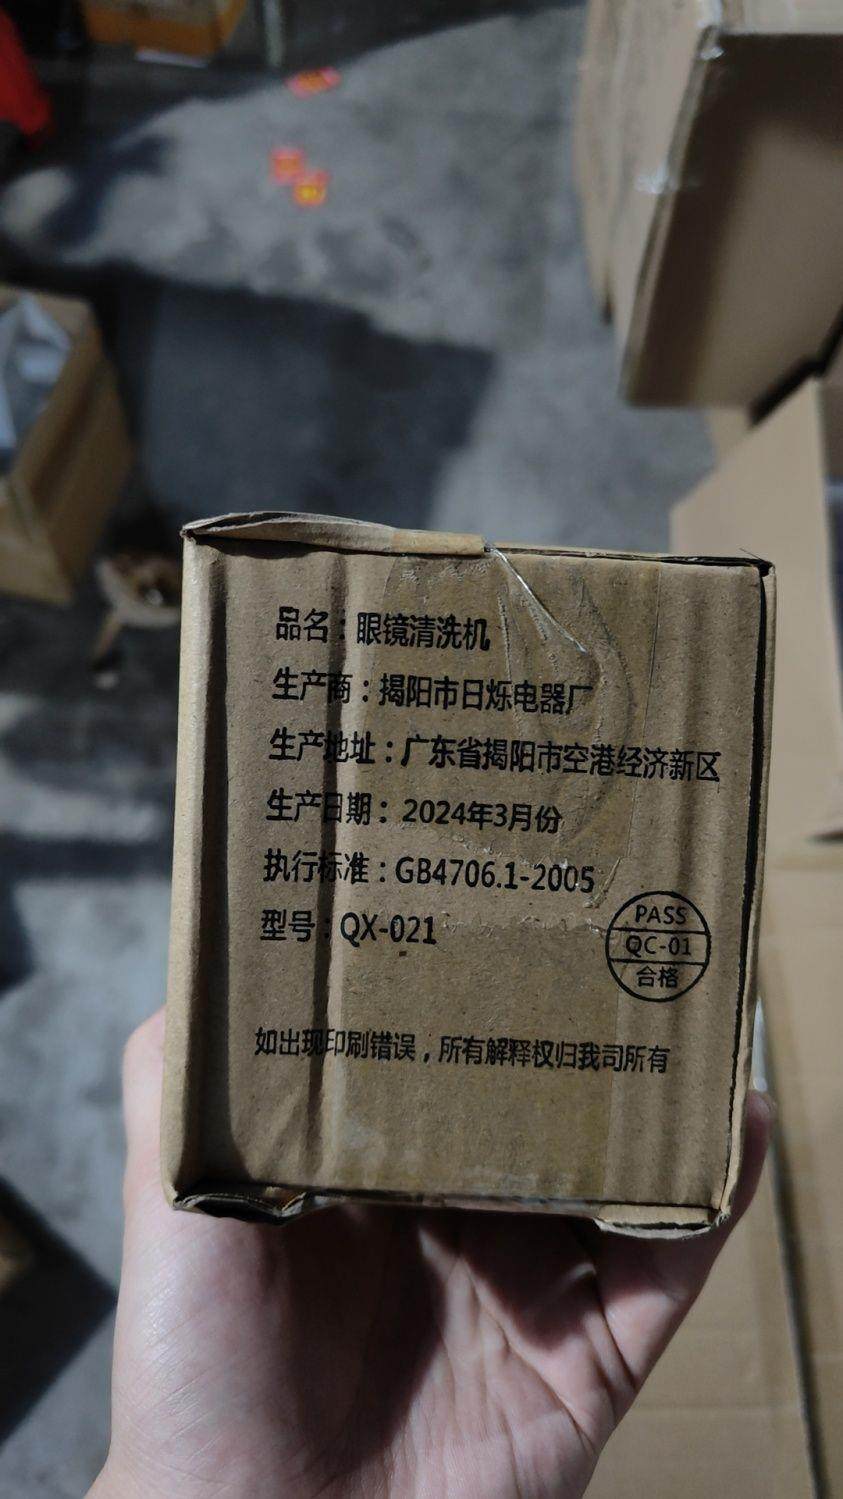 品名：眼镜清洗机
生产商：揭阳市日烁电器厂
生产地址：广东省揭阳市空港经济新区
生产日期：2024年3月份
执行标准：GB4706.1-2005
型号：QX-021
PASS
QC-01
合格
如出现印刷错误，所有解释权归我司所有